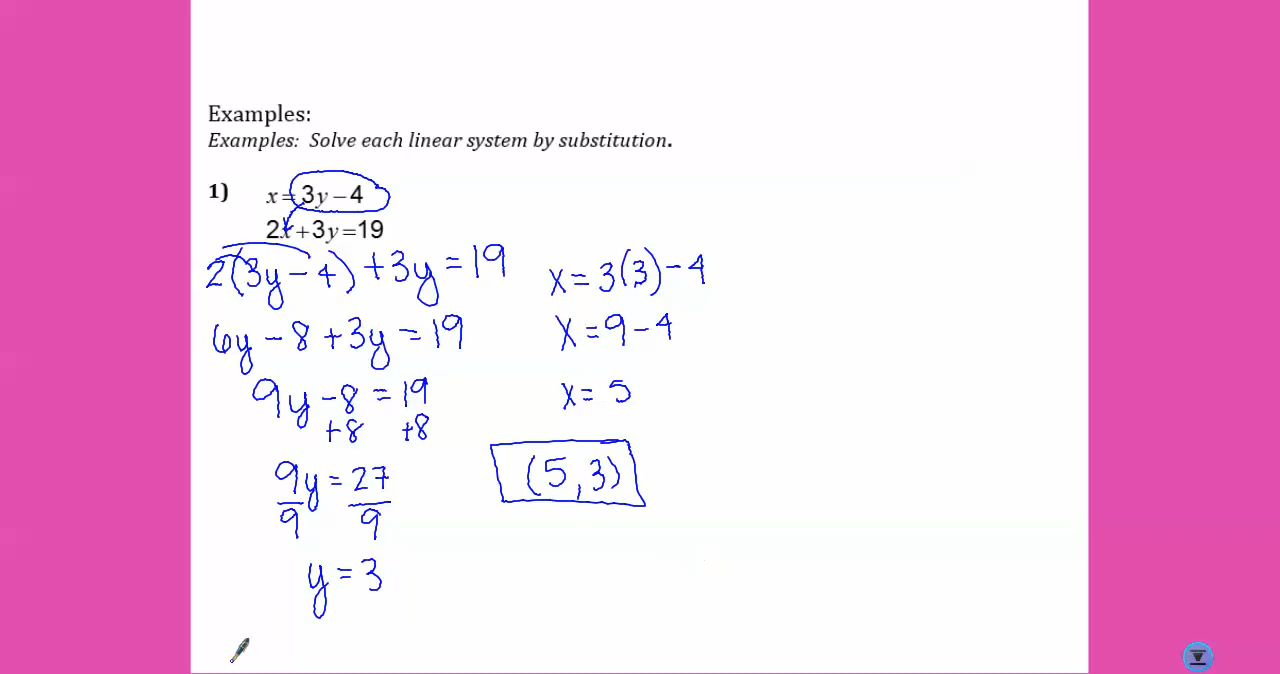 Examples:
Examples: Solve each linear system by substitution.
1) x = 3y − 4
2x + 3y = 19
2(3y − 4) + 3y = 19
6y − 8 + 3y = 19
9y − 8 = 19
+8 +8
9y = 27
9 9
y = 3
x = 3(3) − 4
x = 9 − 4
x = 5
(5, 3)